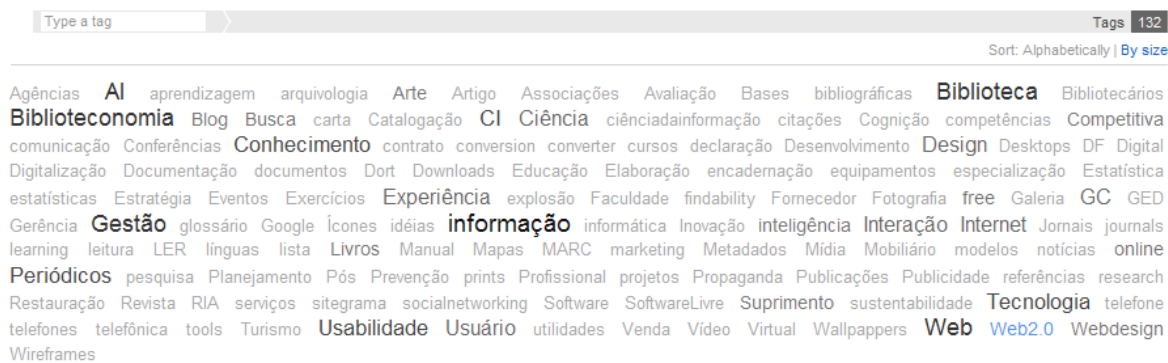 Type a tag Tags 132
Sort: Alphabetically | By size
Agências AI aprendizagem arquivologia Arte Artigo Associações Avaliação Bases bibliográficas Biblioteca Bibliotecários
Biblioteconomia Blog Busca carta Catalogação CI Ciência ciênciadainformação citações Cognição competências Competitiva
comunicação Conferências Conhecimento contrato conversion converter cursos declaração Desenvolvimento Design Desktops DF Digital
Digitalização Documentação documentos Dort Downloads Educação Elaboração encadernação equipamentos especialização Estatística
estatísticas Estratégia Eventos Exercícios Experiência explosão Faculdade findability Fornecedor Fotografia free Galeria GC GED
Gerência Gestão glossário Google Ícones idéias informação informática Inovação inteligência Interação Internet Jornais journals
learning leitura LER línguas lista Livros Manual Mapas MARC marketing Metadados Mídia Mobiliário modelos notícias online
Periódicos pesquisa Planejamento Pós Prevenção prints Profissional projetos Propaganda Publicações Publicidade referências research
Restauração Revista RIA serviços sitegrama socialnetworking Software SoftwareLivre Suprimento sustentabilidade Tecnologia telefone
telefones telefônica tools Turismo Usabilidade Usuário utilidades Venda Vídeo Virtual Wallpappers Web Web2.0 Webdesign
Wireframes